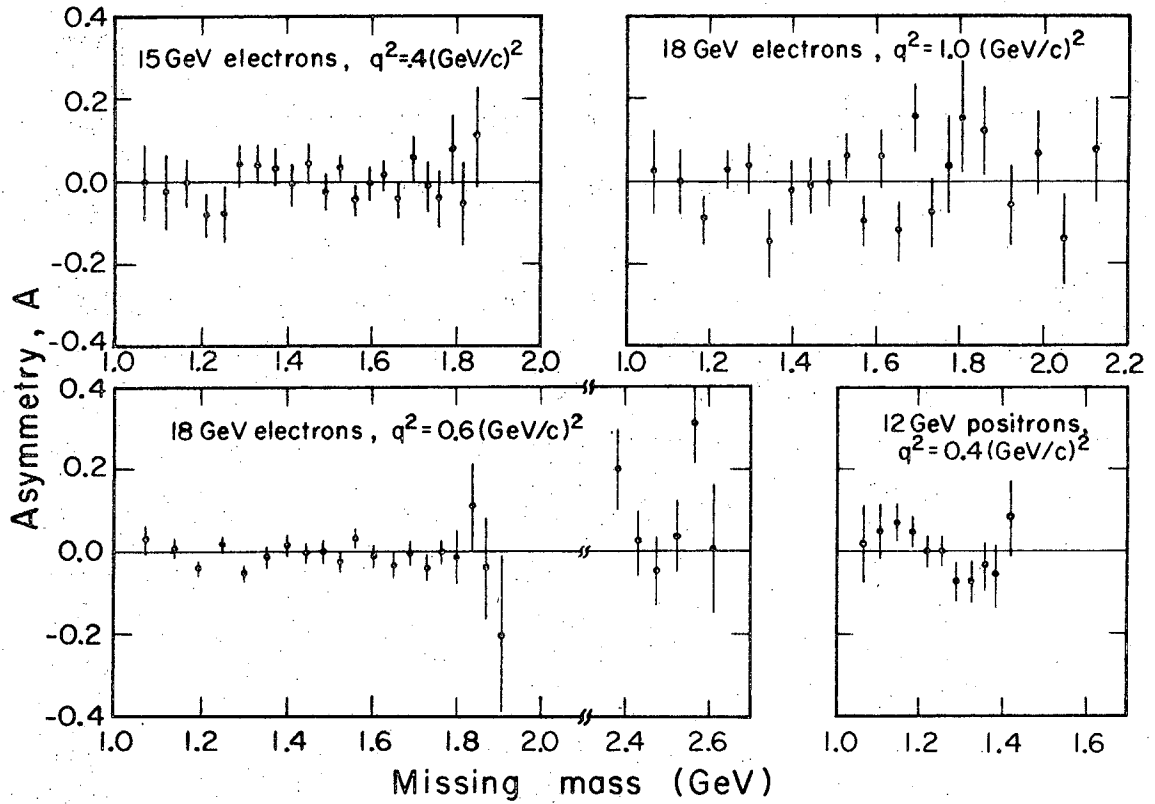 0.4
0.2
0.0
-0.2
-0.4
15 GeV electrons, q²=.4(GeV/c)²
1.0 1.2 1.4 1.6 1.8 2.0
18 GeV electrons, q²=1.0 (GeV/c)²
1.0 1.2 1.4 1.6 1.8 2.0 2.2
Asymmetry, A
0.4
0.2
0.0
-0.2
-0.4
18 GeV electrons, q²=0.6(GeV/c)²
1.0 1.2 1.4 1.6 1.8 2.0 2.4 2.6
12 GeV positrons,
q²=0.4(GeV/c)²
1.0 1.2 1.4 1.6
Missing mass (GeV)